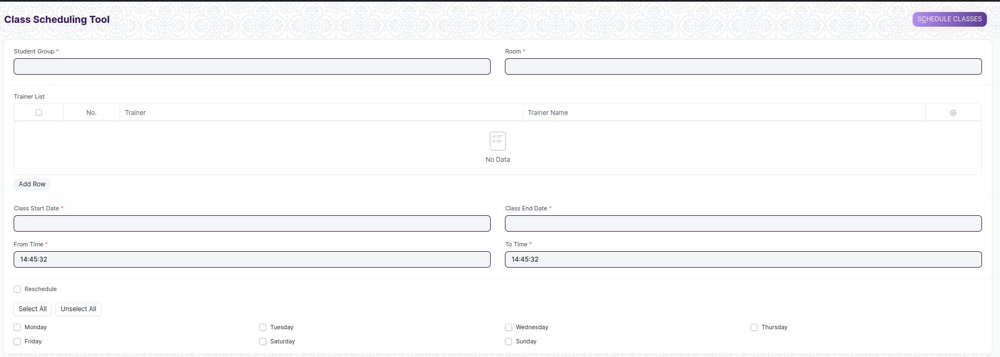 Class Scheduling Tool
SCHEDULE CLASSES
Student Group *
Room *
Trainer List
No. Trainer Trainer Name
No Data
Add Row
Class Start Date *
Class End Date *
From Time *
To TIme *
14:45:32
14:45:32
Reschedule
Select All Unselect All
Monday Tuesday Wednesday Thursday
Friday Saturday Sunday